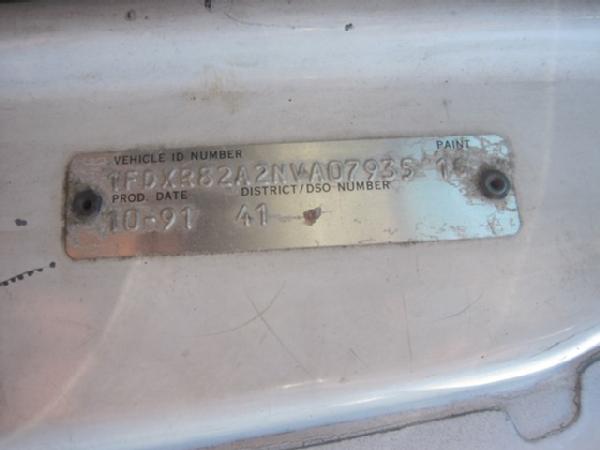 VEHICLE ID NUMBER PAINT
1FDXR82A2NVA07935
PROD. DATE DISTRICT/DSO NUMBER
10-91 41